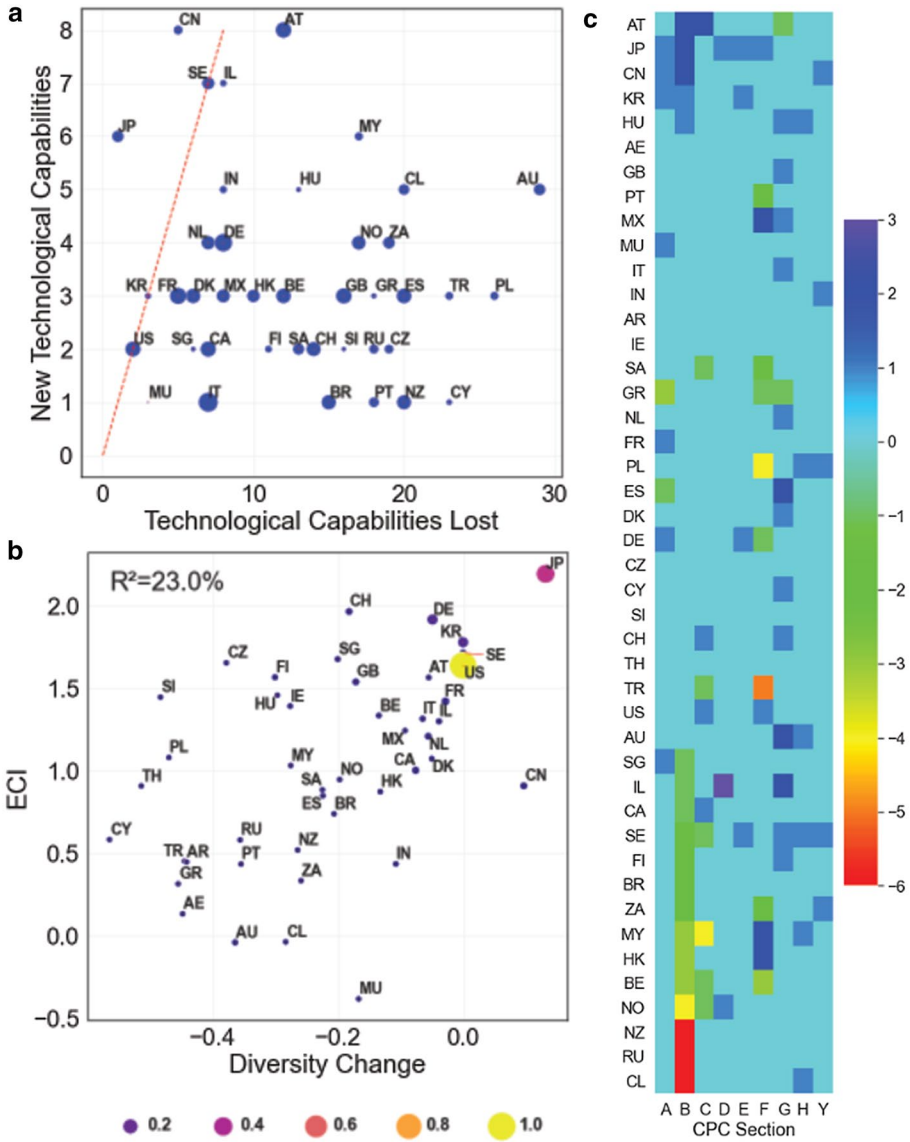 a
New Technological Capabilities
8
7
6
5
4
3
2
1
0
CN
AT
SE
IL
JP
MY
IN
HU
CL
AU
NL
DE
NO
ZA
KR
FR
DK
MX
HK
BE
GB
GR
ES
TR
PL
US
SG
CA
FI
SA
CH
SI
RU
CZ
MU
IT
BR
PT
NZ
CY
0 10 20 30
Technological Capabilities Lost
b
R²=23.0%
ECI
2.0
1.5
1.0
0.5
0.0
−0.5
JP
CH
DE
KR
SE
US
CZ
SG
FI
GB
AT
SI
HU
IE
FR
BE
IT
IL
PL
MX
NL
MY
CA
DK
TH
SA
NO
HK
CN
ES
BR
CY
RU
NZ
TR
AR
PT
IN
GR
ZA
AE
AU
CL
MU
−0.4 −0.2 0.0
Diversity Change
0.2 0.4 0.6 0.8 1.0
c
AT
JP
CN
KR
HU
AE
GB
PT
MX
MU
IT
IN
AR
IE
SA
GR
NL
FR
PL
ES
DK
DE
CZ
CY
SI
CH
TH
TR
US
AU
SG
IL
CA
SE
FI
BR
ZA
MY
HK
BE
NO
NZ
RU
CL
A B C D E F G H Y
CPC Section
3
2
1
0
−1
−2
−3
−4
−5
−6